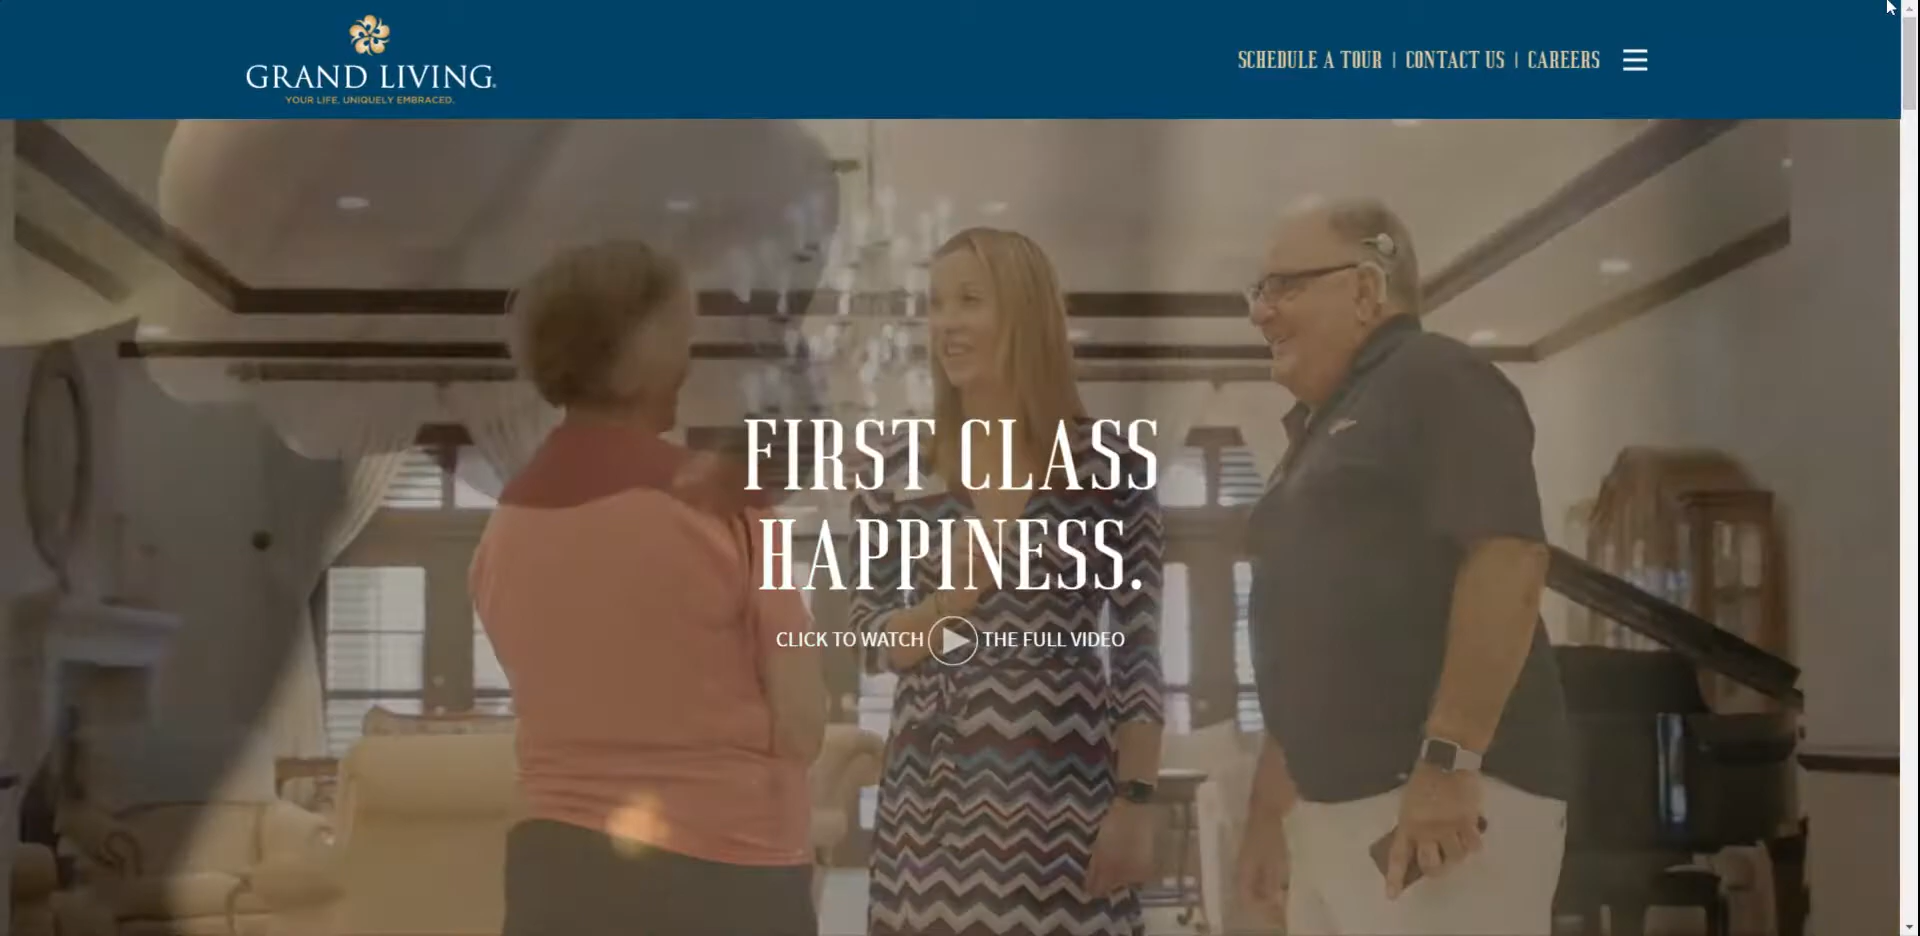 GRAND LIVING®
YOUR LIFE, UNIQUELY EMBRACED.
SCHEDULE A TOUR | CONTACT US | CAREERS
FIRST CLASS
HAPPINESS.
CLICK TO WATCH THE FULL VIDEO